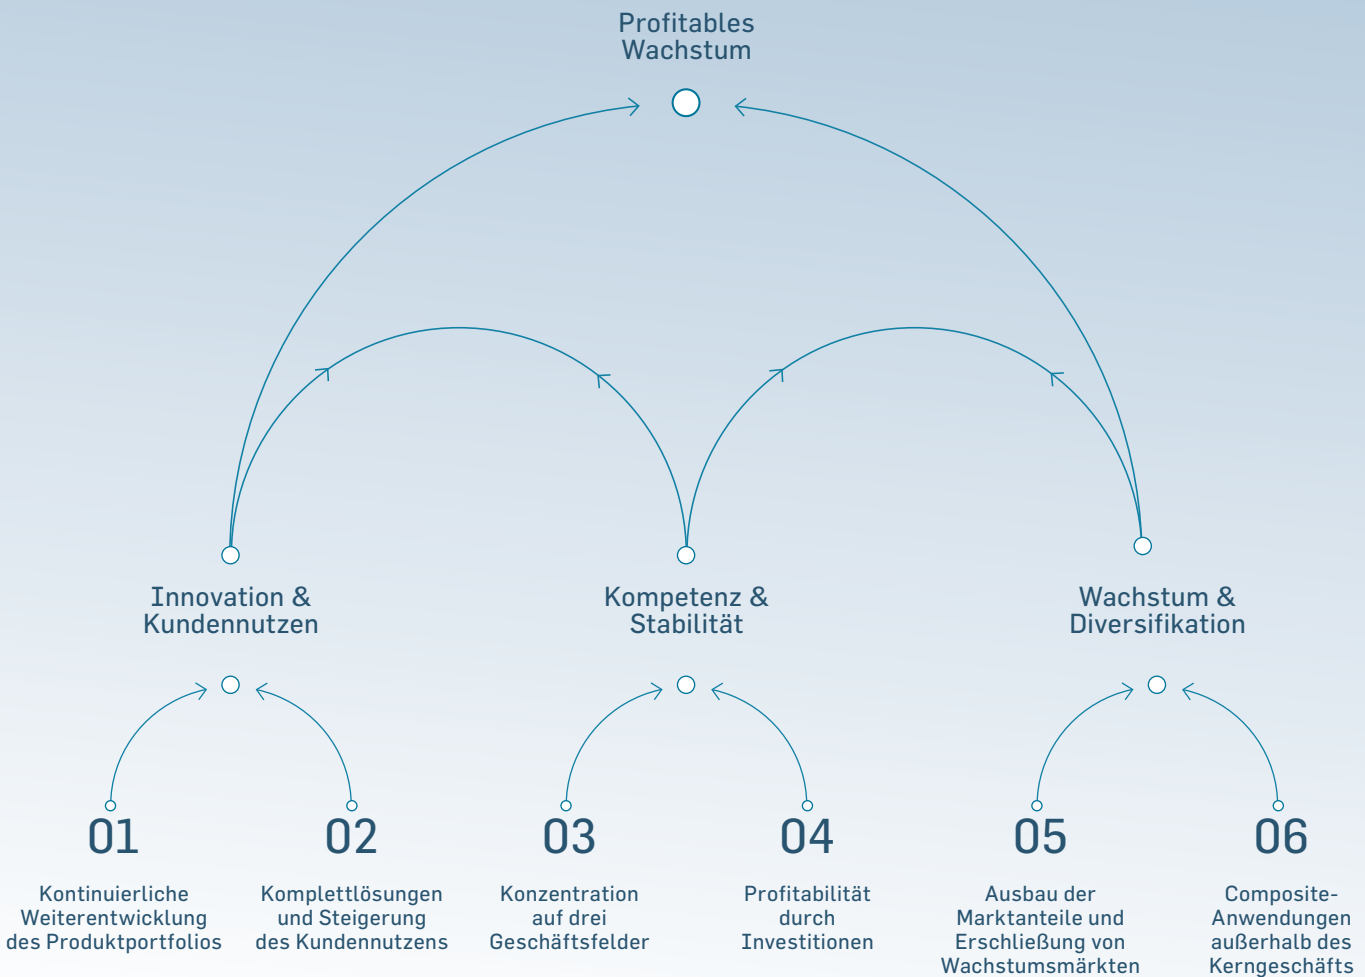 Profitables
Wachstum
Innovation &
Kundennutzen
Kompetenz &
Stabilität
Wachstum &
Diversifikation
01
Kontinuierliche
Weiterentwicklung
des Produktportfolios
02
Komplettlösungen
und Steigerung
des Kundennutzens
03
Konzentration
auf drei
Geschäftsfelder
04
Profitabilität
durch
Investitionen
05
Ausbau der
Marktanteile und
Erschließung von
Wachstumsmärkten
06
Composite-
Anwendungen
außerhalb des
Kerngeschäfts